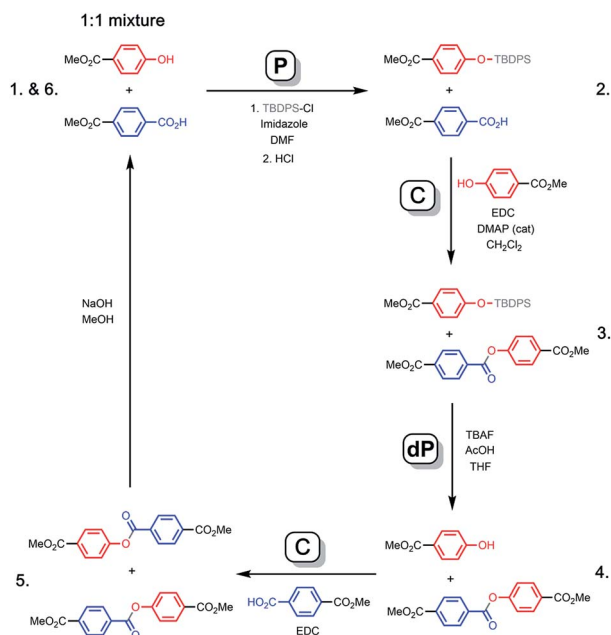 1:1 mixture
MeO₂C OH
1. & 6.
+
MeO₂C CO₂H
P
1. TBDPS-Cl
Imidazole
DMF
2. HCl
MeO₂C O–TBDPS
+
2.
MeO₂C CO₂H
C
HO CO₂Me
EDC
DMAP (cat)
CH₂Cl₂
NaOH
MeOH
MeO₂C O–TBDPS
+
3.
MeO₂C O O CO₂Me
dP
TBAF
AcOH
THF
MeO₂C OH
+
4.
MeO₂C O O CO₂Me
C
HO₂C CO₂Me
EDC
MeO₂C O O CO₂Me
+
5.
MeO₂C O O CO₂Me